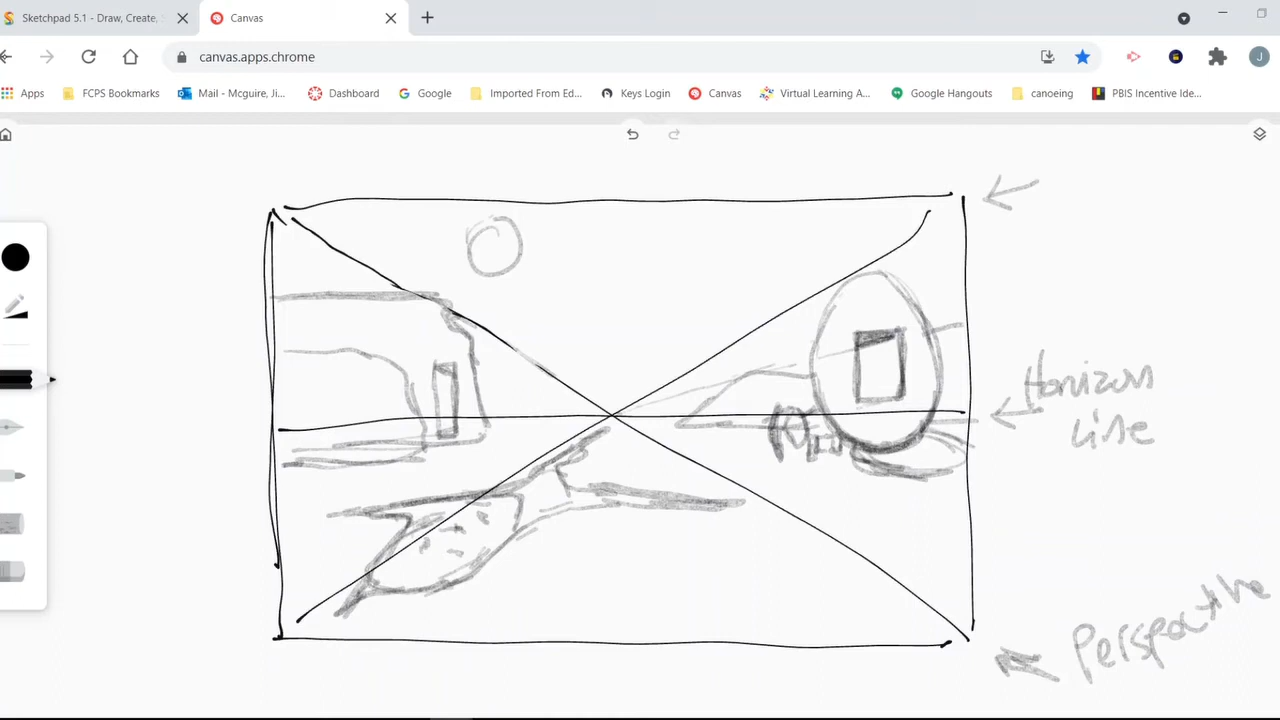 Sketchpad 5.1 - Draw, Create,
Canvas
canvas.apps.chrome
J
Apps
FCPS Bookmarks
Mail - Mcguire, Ji...
Dashboard
Google
Imported From Ed...
Keys Login
Canvas
Virtual Learning A...
Google Hangouts
canoeing
PBIS Incentive Ide...
Horizon
Line
Perspective